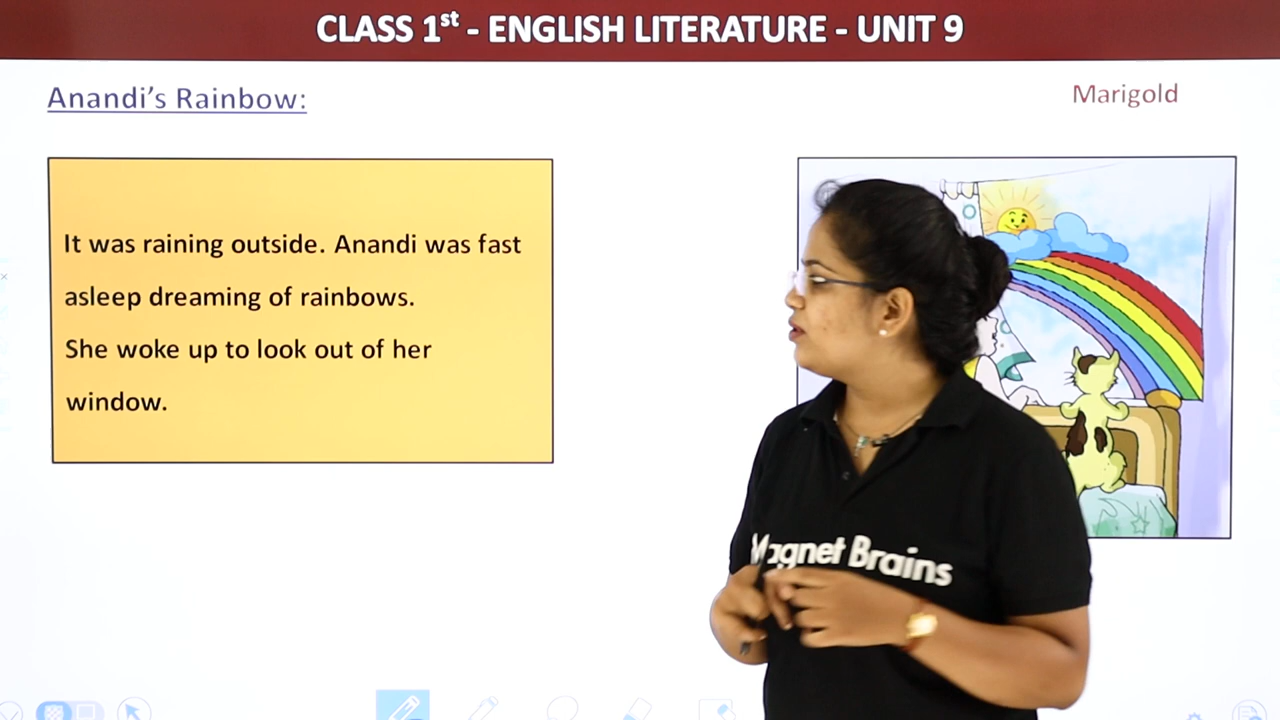 CLASS 1st - ENGLISH LITERATURE - UNIT 9
Anandi's Rainbow:
Marigold
It was raining outside. Anandi was fast
asleep dreaming of rainbows.
She woke up to look out of her
window.
Magnet Brains